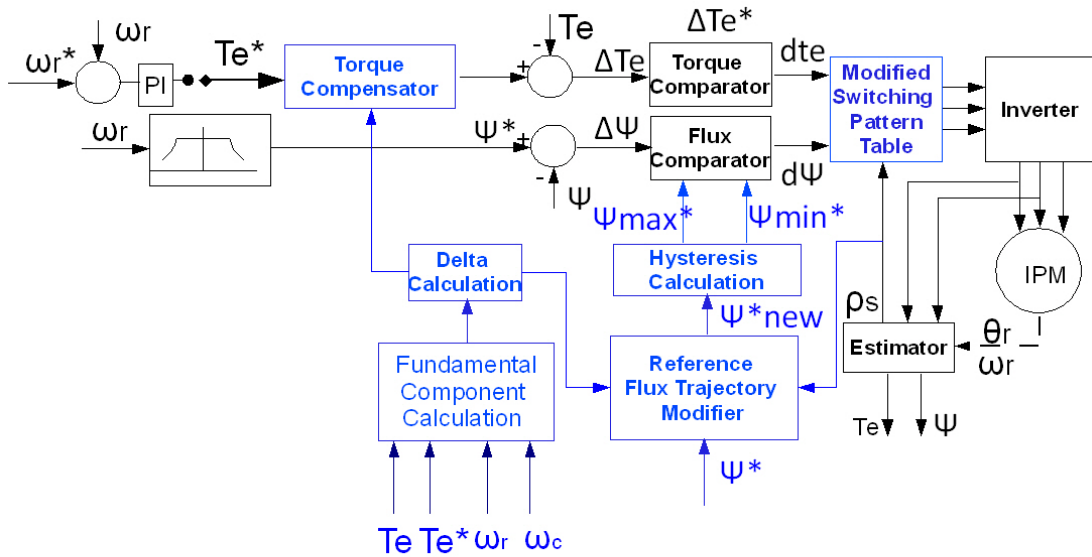 ωr
ωr*
PI
Te*
Torque
Compensator
Te
-
+
ΔTe
ΔTe*
Torque
Comparator
dte
Modified
Switching
Pattern
Table
Inverter
ωr
Ψ*
+
-
Ψ
ΔΨ
Flux
Comparator
dΨ
Ψmax*
Ψmin*
Delta
Calculation
Hysteresis
Calculation
IPM
Ψ*new
ρs
Estimator
θr
ωr
Fundamental
Component
Calculation
Reference
Flux Trajectory
Modifier
Te
Ψ
Ψ*
Te
Te*
ωr
ωc